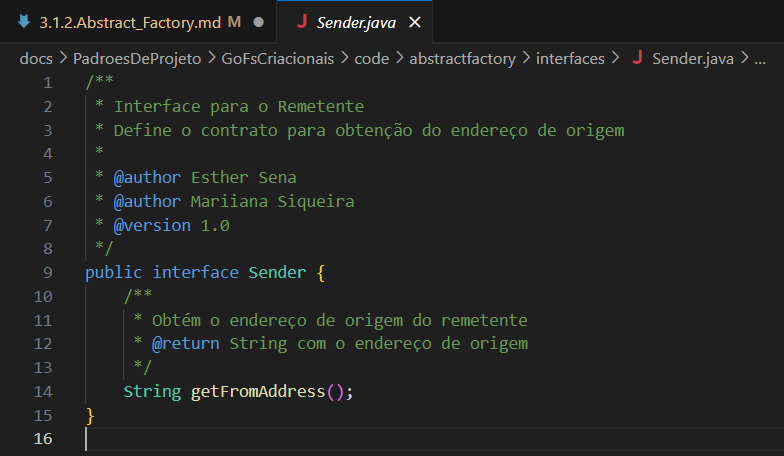 3.1.2.Abstract_Factory.md M
Sender.java
docs > PadroesDeProjeto > GoFsCriacionais > code > abstractfactory > interfaces > Sender.java > ...
1 /**
2 * Interface para o Remetente
3 * Define o contrato para obtenção do endereço de origem
4 *
5 * @author Esther Sena
6 * @author Mariiana Siqueira
7 * @version 1.0
8 */
9 public interface Sender {
10 /**
11 * Obtém o endereço de origem do remetente
12 * @return String com o endereço de origem
13 */
14 String getFromAddress();
15 }
16